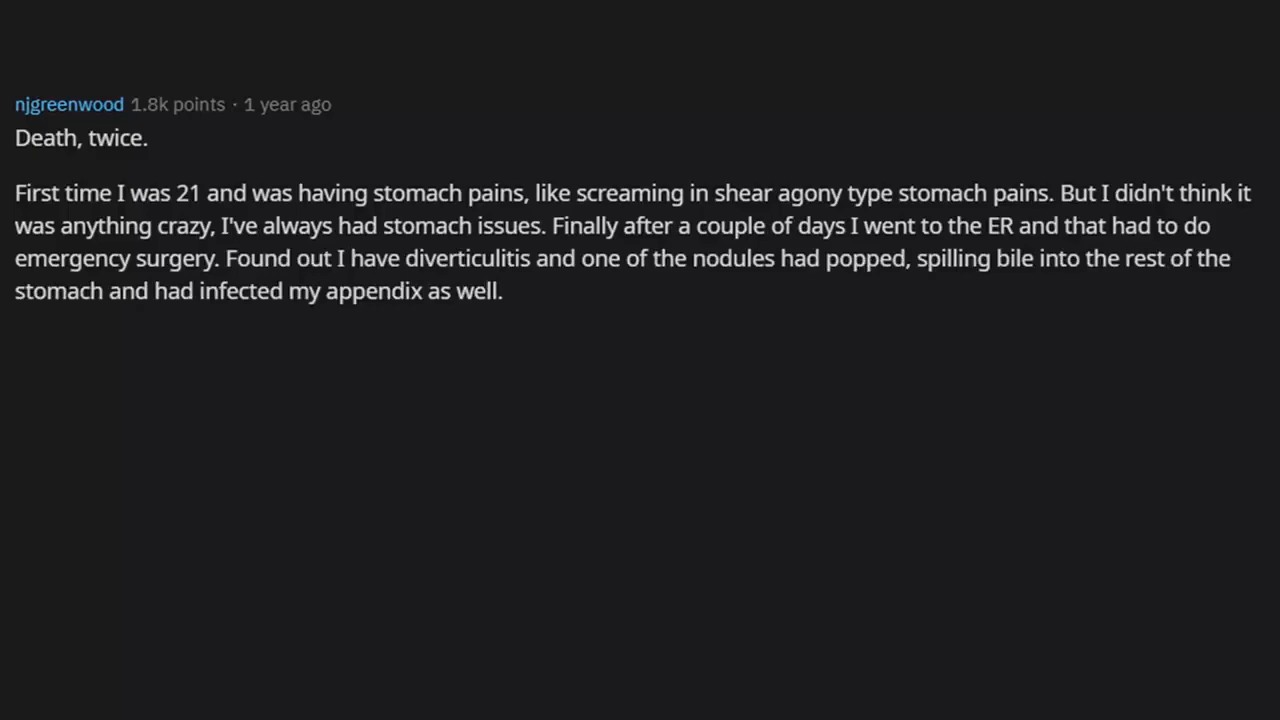 njgreenwood 1.8k points · 1 year ago
Death, twice.
First time I was 21 and was having stomach pains, like screaming in shear agony type stomach pains. But I didn't think it
was anything crazy, I've always had stomach issues. Finally after a couple of days I went to the ER and that had to do
emergency surgery. Found out I have diverticulitis and one of the nodules had popped, spilling bile into the rest of the
stomach and had infected my appendix as well.